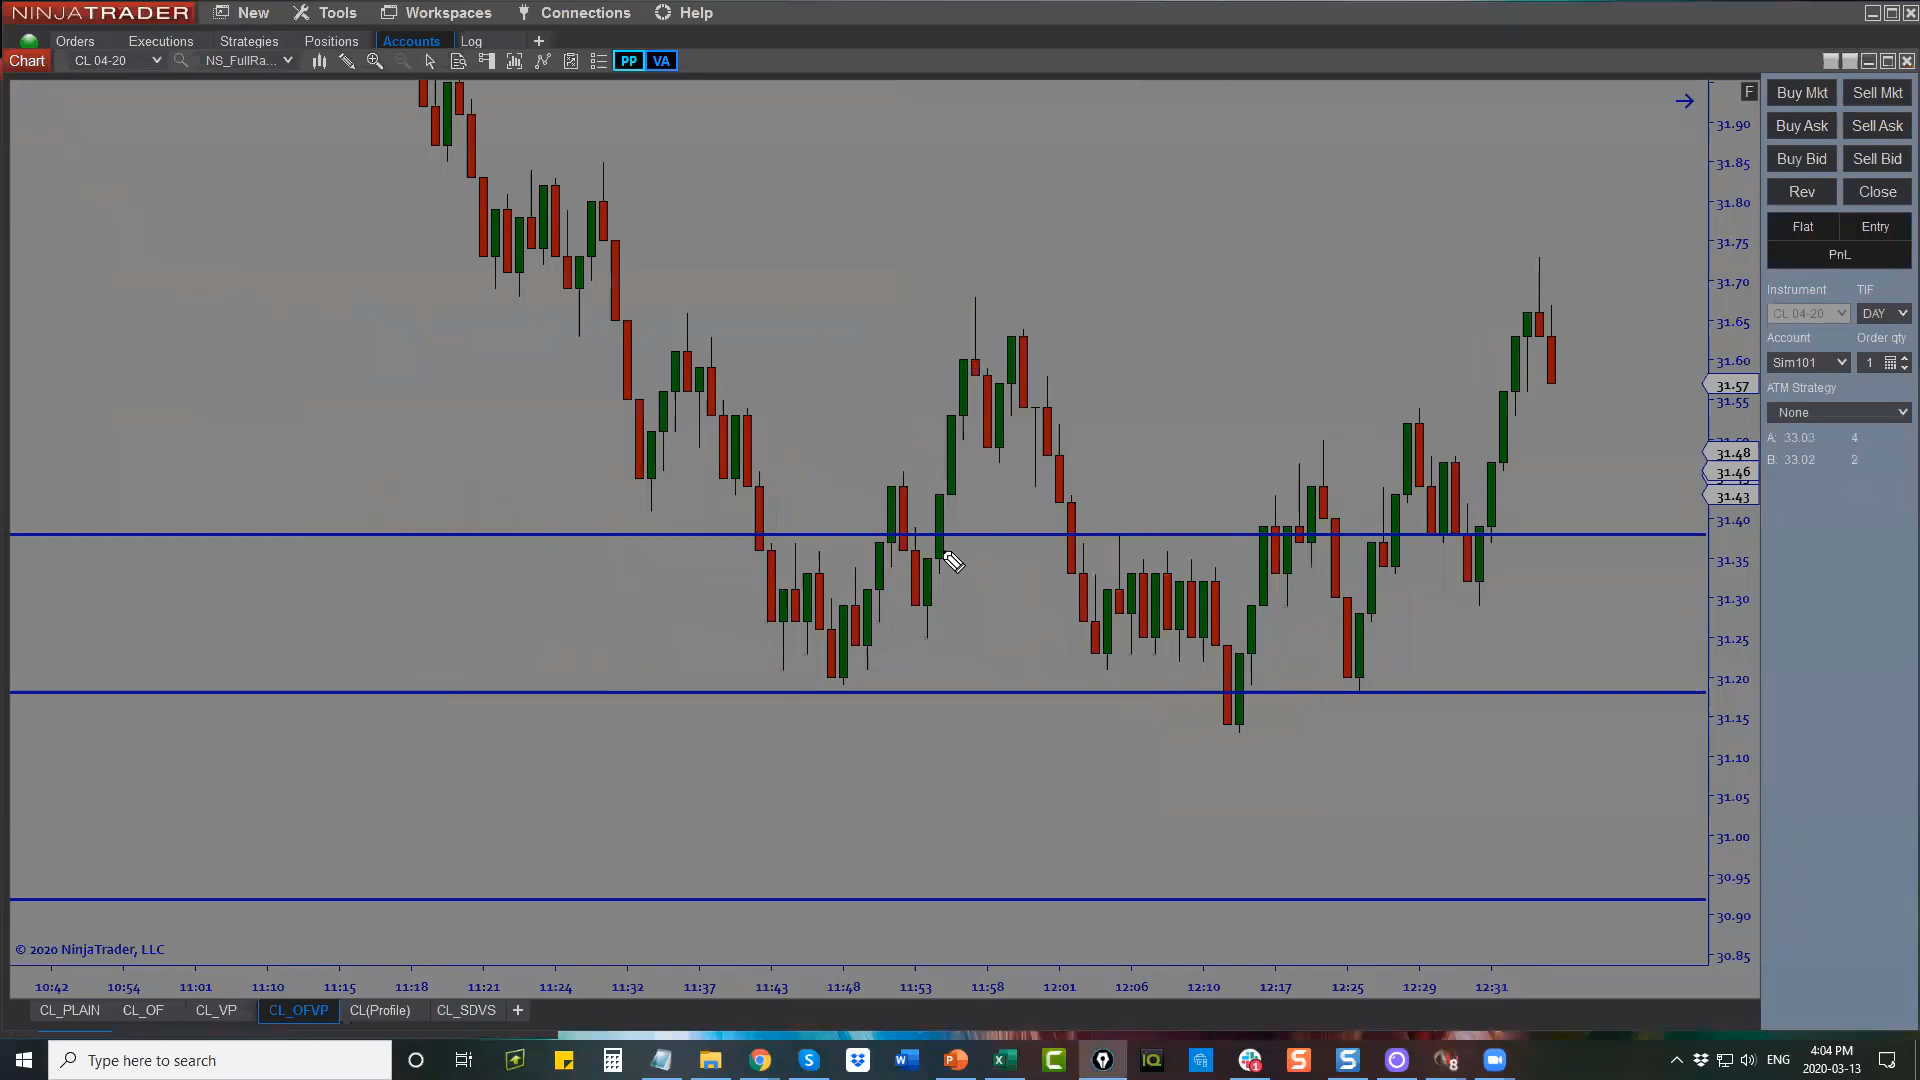 NINJATRADER New Tools Workspaces Connections Help
Orders Executions Strategies Positions Accounts Log +
Chart CL 04-20 NS_FullRa... PP VA
F
Buy Mkt Sell Mkt
Buy Ask Sell Ask
Buy Bid Sell Bid
Rev Close
Flat Entry
PnL
Instrument TIF
CL 04-20 DAY
Account Order qty
Sim101 1
ATM Strategy
None
A: 33.03 4
B: 33.02 2
31.90
31.85
31.80
31.75
31.70
31.65
31.60
31.57
31.55
31.48
31.46
31.43
31.40
31.35
31.30
31.25
31.20
31.15
31.10
31.05
31.00
30.95
30.90
30.85
© 2020 NinjaTrader, LLC
10:42 10:54 11:01 11:10 11:15 11:18 11:21 11:24 11:32 11:37 11:43 11:48 11:53 11:58 12:01 12:06 12:10 12:17 12:25 12:29 12:31
CL_PLAIN CL_OF CL_VP CL_OFVP CL(Profile) CL_SDVS +
Type here to search
ENG
4:04 PM
2020-03-13